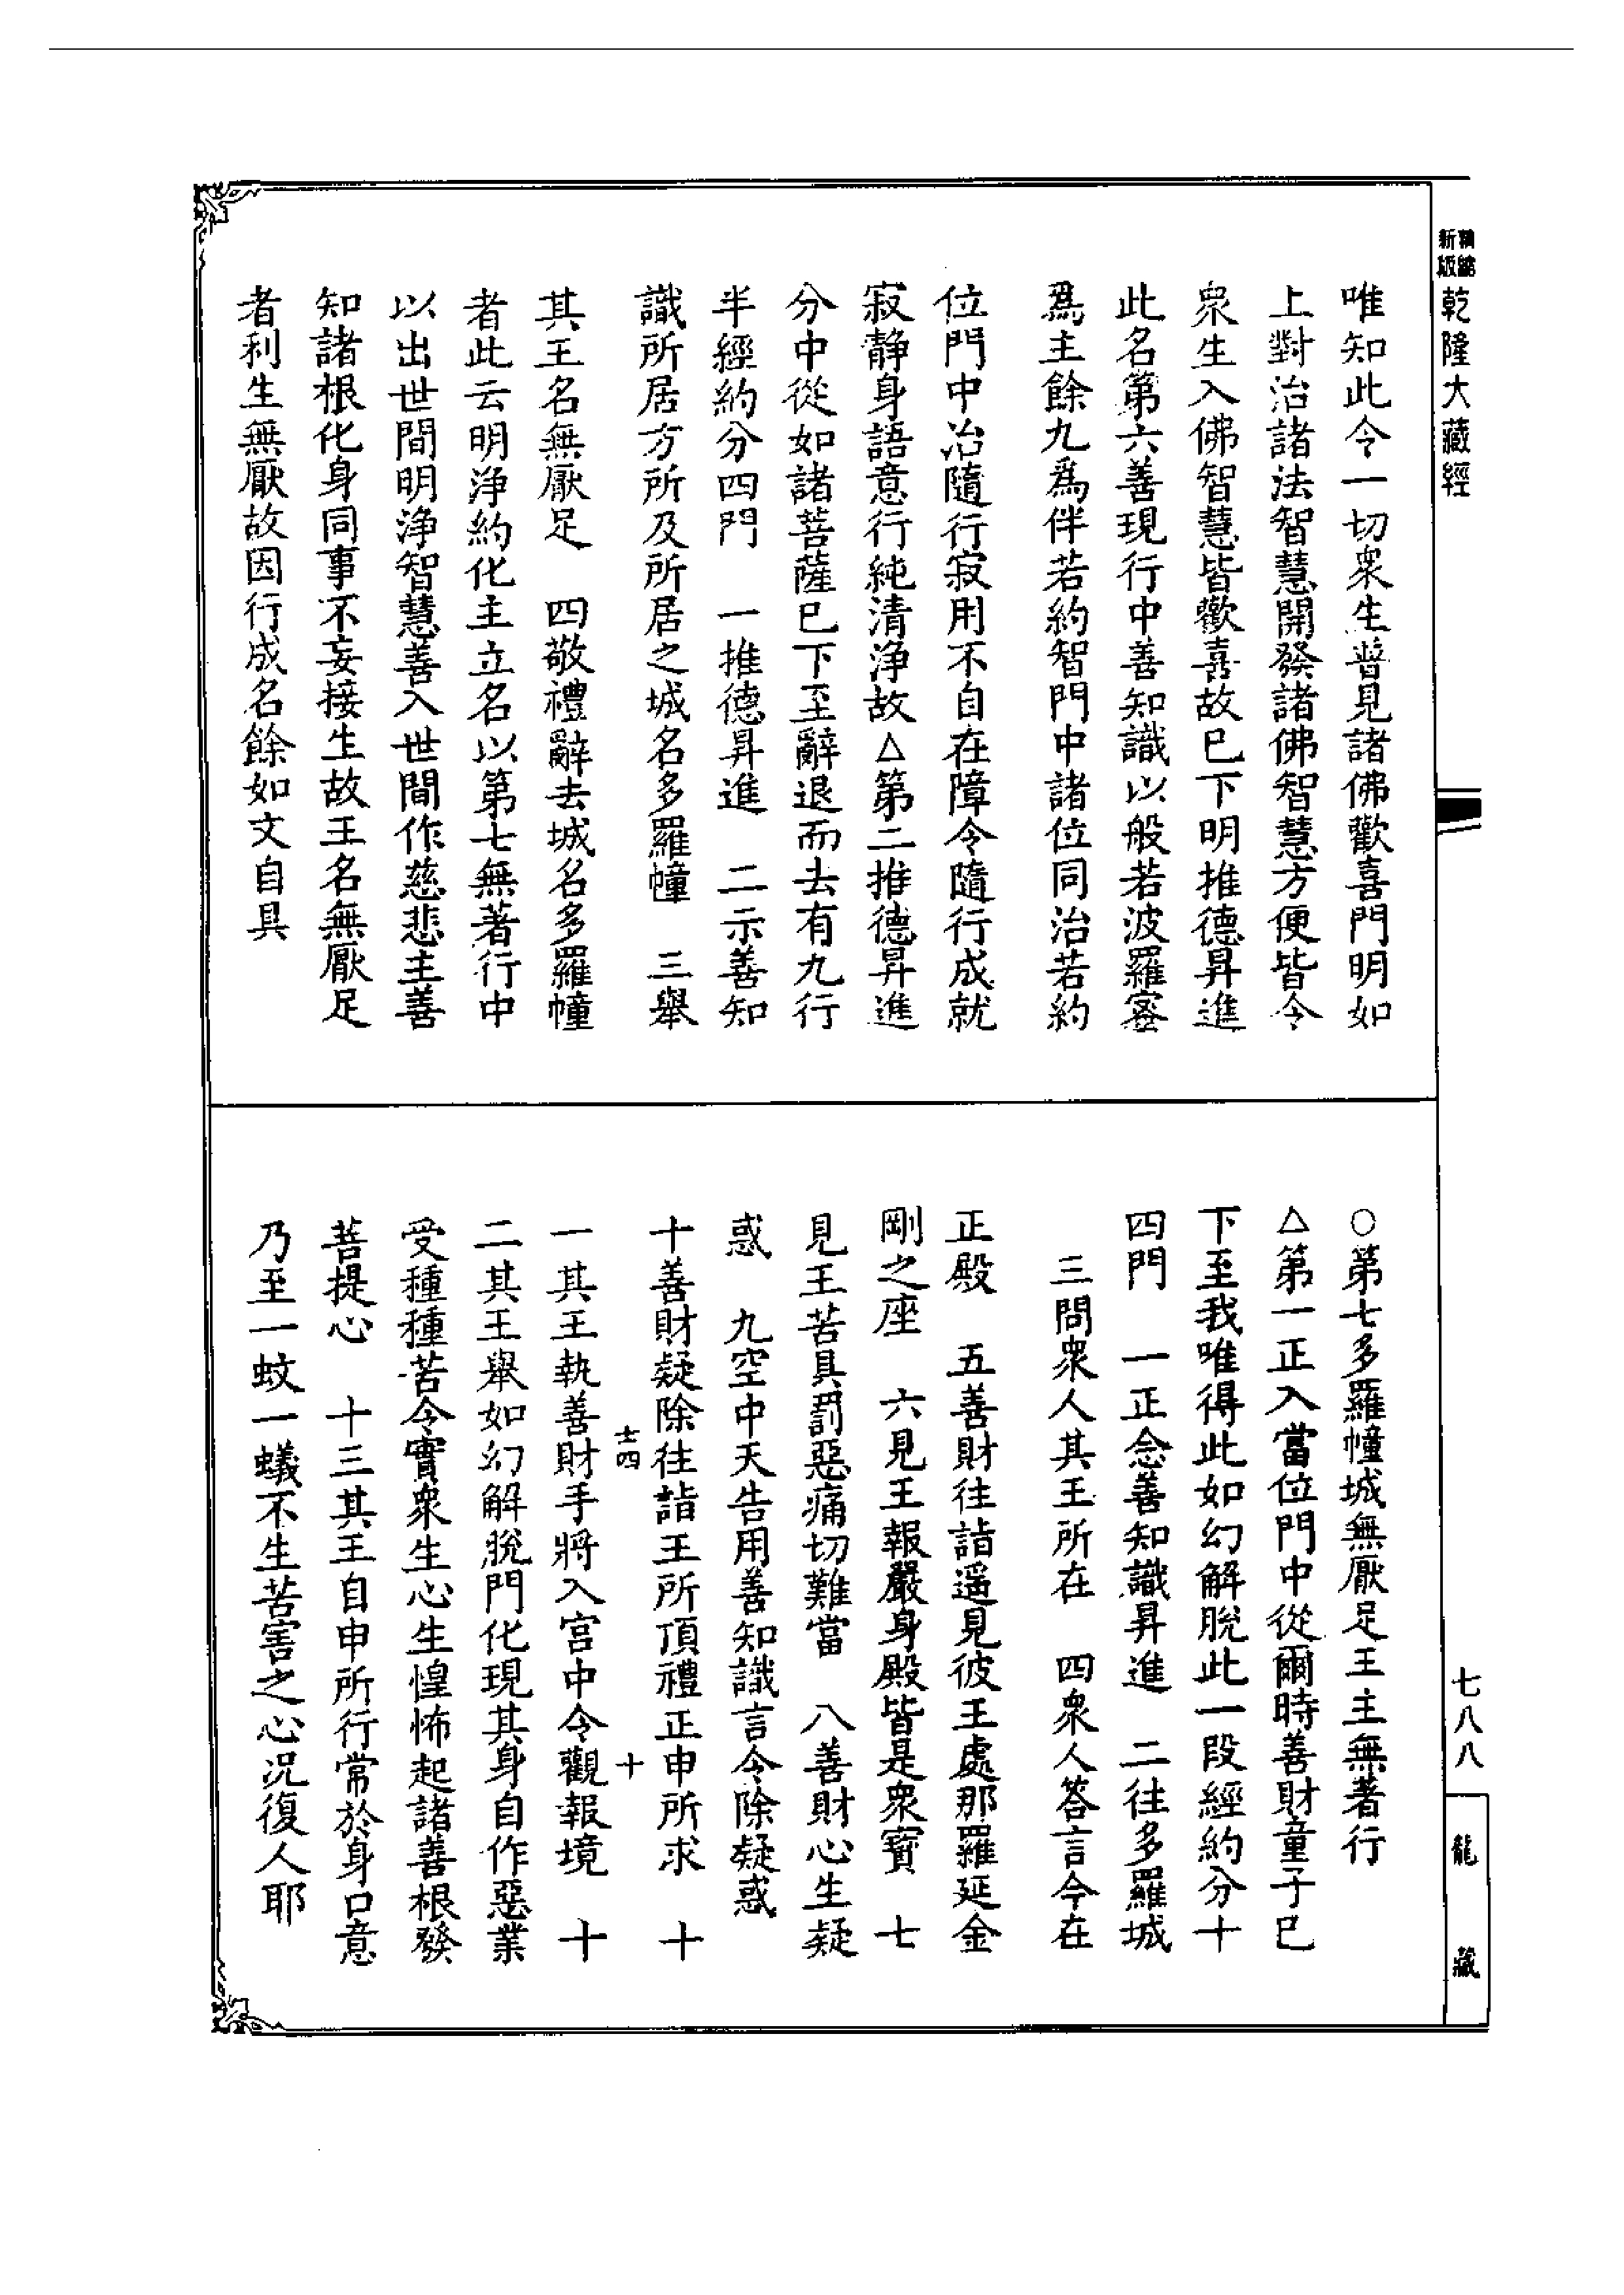 新版精縮乾隆大藏經
唯知此令一切衆生普見諸佛歡喜門明如
上對治諸法智慧開發諸佛智慧方便皆令
衆生入佛智慧皆歡喜故巳下明推德昇進
此名第六善現行中善知識以般若波羅蜜
爲主餘九爲伴若約智門中諸位同治若約
位門中治隨行寂用不自在障令隨行成就
寂静身語意行純清淨故△第二推德昇進
分中從如諸菩薩巳下至辭退而去有九行
半經約分四門　一推德昇進　二示善知
識所居方所及所居之城名多羅幢　三舉
其王名無厭足　四敬禮辭去城名多羅幢
者此云明淨約化主立名以第七無著行中
以出世間明淨智慧善入世間作慈悲主善
知諸根化身同事不妄接生故王名無厭足
者利生無厭故因行成名餘如文自具
○第七多羅幢城無厭足王主無著行
△第一正入當位門中從爾時善財童子巳
下至我唯得此如幻解脫此一段經約分十
四門　一正念善知識昇進　二往多羅城
三問衆人其王所在　四衆人答言今在
正殿　五善財往詣遥見彼王處那羅延金
剛之座　六見王報嚴身殿皆是衆寶　七
見王苦具罰惡痛切難當　八善財心生疑
惑　九空中天告用善知識言令除疑惑
十善財疑除往詣王所頂禮正申所求　十
士四　十
一其王執善財手將入宫中令觀報境　十
二其王舉如幻解脫門化現其身自作惡業
受種種苦令實衆生心生惶怖起諸善根發
菩提心　十三其王自申所行常於身口意
乃至一蚊一蟻不生苦害之心况復人耶
七八八
龍藏